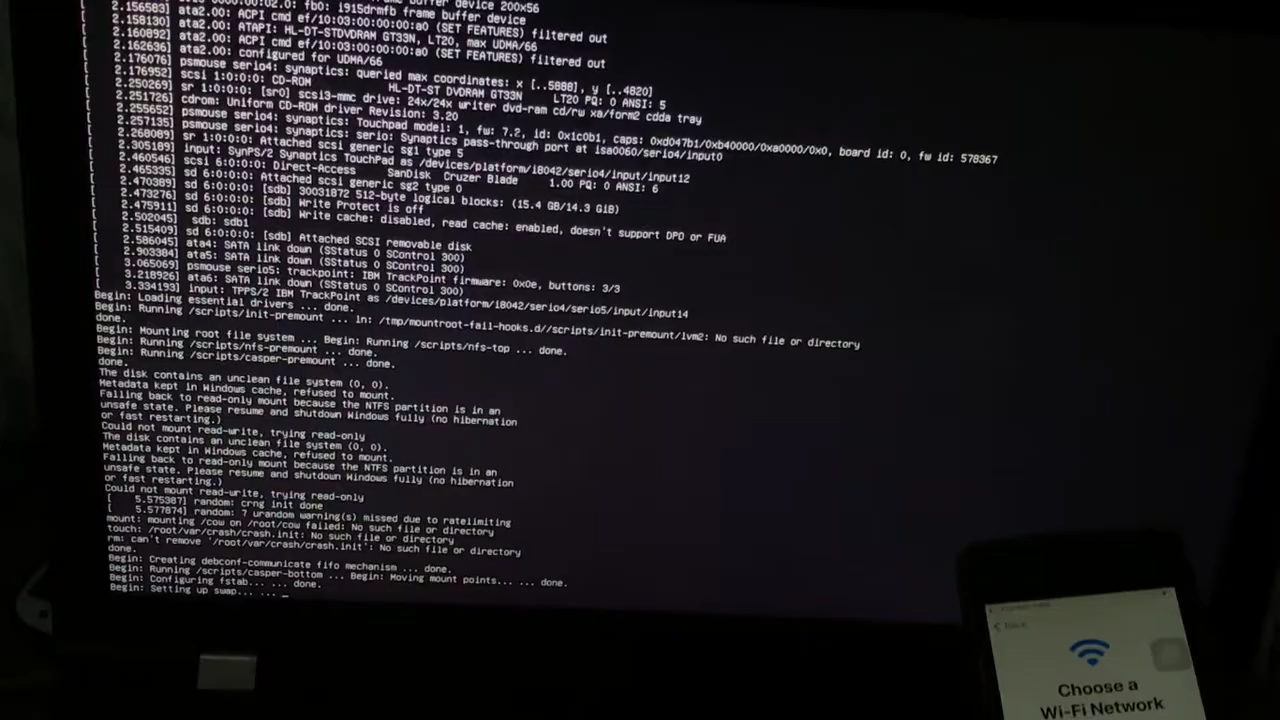 fb0: i915drmfb frame buffer device 200x56
[ 2.156583] ata2.00: ACPI cmd ef/10:03:00:00:00:a0 (SET FEATURES) filtered out
[ 2.158130] ata2.00: ATAPI: HL-DT-STDVDRAM GT33N, LT20, max UDMA/66
[ 2.160892] ata2.00: ACPI cmd ef/10:03:00:00:00:a0 (SET FEATURES) filtered out
[ 2.162636] ata2.00: configured for UDMA/66
[ 2.176076] psmouse serio4: synaptics: queried max coordinates: x [..5888], y [..4820]
[ 2.176952] scsi 1:0:0:0: CD-ROM HL-DT-ST DVDRAM GT33N LT20 PQ: 0 ANSI: 5
[ 2.250269] sr 1:0:0:0: [sr0] scsi3-mmc drive: 24x/24x writer dvd-ram cd/rw xa/form2 cdda tray
[ 2.251726] cdrom: Uniform CD-ROM driver Revision: 3.20
[ 2.255652] psmouse serio4: synaptics: Touchpad model: 1, fw: 7.2, id: 0x1c0b1, caps: 0xd047b1/0xb40000/0xa0000/0x0, board id: 0, fw id: 578367
[ 2.257135] psmouse serio4: synaptics: serio: Synaptics pass-through port at isa0060/serio4/input0
[ 2.268089] sr 1:0:0:0: Attached scsi generic sg1 type 5
[ 2.305189] input: SynPS/2 Synaptics TouchPad as /devices/platform/i8042/serio4/input/input12
[ 2.460546] scsi 6:0:0:0: Direct-Access SanDisk Cruzer Blade 1.00 PQ: 0 ANSI: 6
[ 2.465335] sd 6:0:0:0: Attached scsi generic sg2 type 0
[ 2.470389] sd 6:0:0:0: [sdb] 30031872 512-byte logical blocks: (15.4 GB/14.3 GiB)
[ 2.473276] sd 6:0:0:0: [sdb] Write Protect is off
[ 2.475911] sd 6:0:0:0: [sdb] Write cache: disabled, read cache: enabled, doesn't support DPO or FUA
[ 2.502045] sdb: sdb1
[ 2.515409] sd 6:0:0:0: [sdb] Attached SCSI removable disk
[ 2.586045] ata4: SATA link down (SStatus 0 SControl 300)
[ 2.903384] ata5: SATA link down (SStatus 0 SControl 300)
[ 3.065069] psmouse serio5: trackpoint: IBM TrackPoint firmware: 0x0e, buttons: 3/3
[ 3.218926] ata6: SATA link down (SStatus 0 SControl 300)
[ 3.334193] input: TPPS/2 IBM TrackPoint as /devices/platform/i8042/serio4/serio5/input/input14
Begin: Loading essential drivers ... done.
Begin: Running /scripts/init-premount ... ln: /tmp/mountroot-fail-hooks.d//scripts/init-premount/lvm2: No such file or directory
done.
Begin: Mounting root file system ... Begin: Running /scripts/nfs-top ... done.
Begin: Running /scripts/nfs-premount ... done.
Begin: Running /scripts/casper-premount ... done.
done.
The disk contains an unclean file system (0, 0).
Metadata kept in Windows cache, refused to mount.
Falling back to read-only mount because the NTFS partition is in an
unsafe state. Please resume and shutdown Windows fully (no hibernation
or fast restarting.)
Could not mount read-write, trying read-only
The disk contains an unclean file system (0, 0).
Metadata kept in Windows cache, refused to mount.
Falling back to read-only mount because the NTFS partition is in an
unsafe state. Please resume and shutdown Windows fully (no hibernation
or fast restarting.)
Could not mount read-write, trying read-only
[ 5.575387] random: crng init done
[ 5.577874] random: 7 urandom warning(s) missed due to ratelimiting
mount: mounting /cow on /root/cow failed: No such file or directory
touch: /root/var/crash/crash.init: No such file or directory
rm: can't remove '/root/var/crash/crash.init': No such file or directory
done.
Begin: Creating debconf-communicate fifo mechanism ... done.
Begin: Running /scripts/casper-bottom ... Begin: Moving mount points... ... done.
Begin: Configuring fstab... ... done.
Begin: Setting up swap... ... _
Back
Choose a
Wi-Fi Network